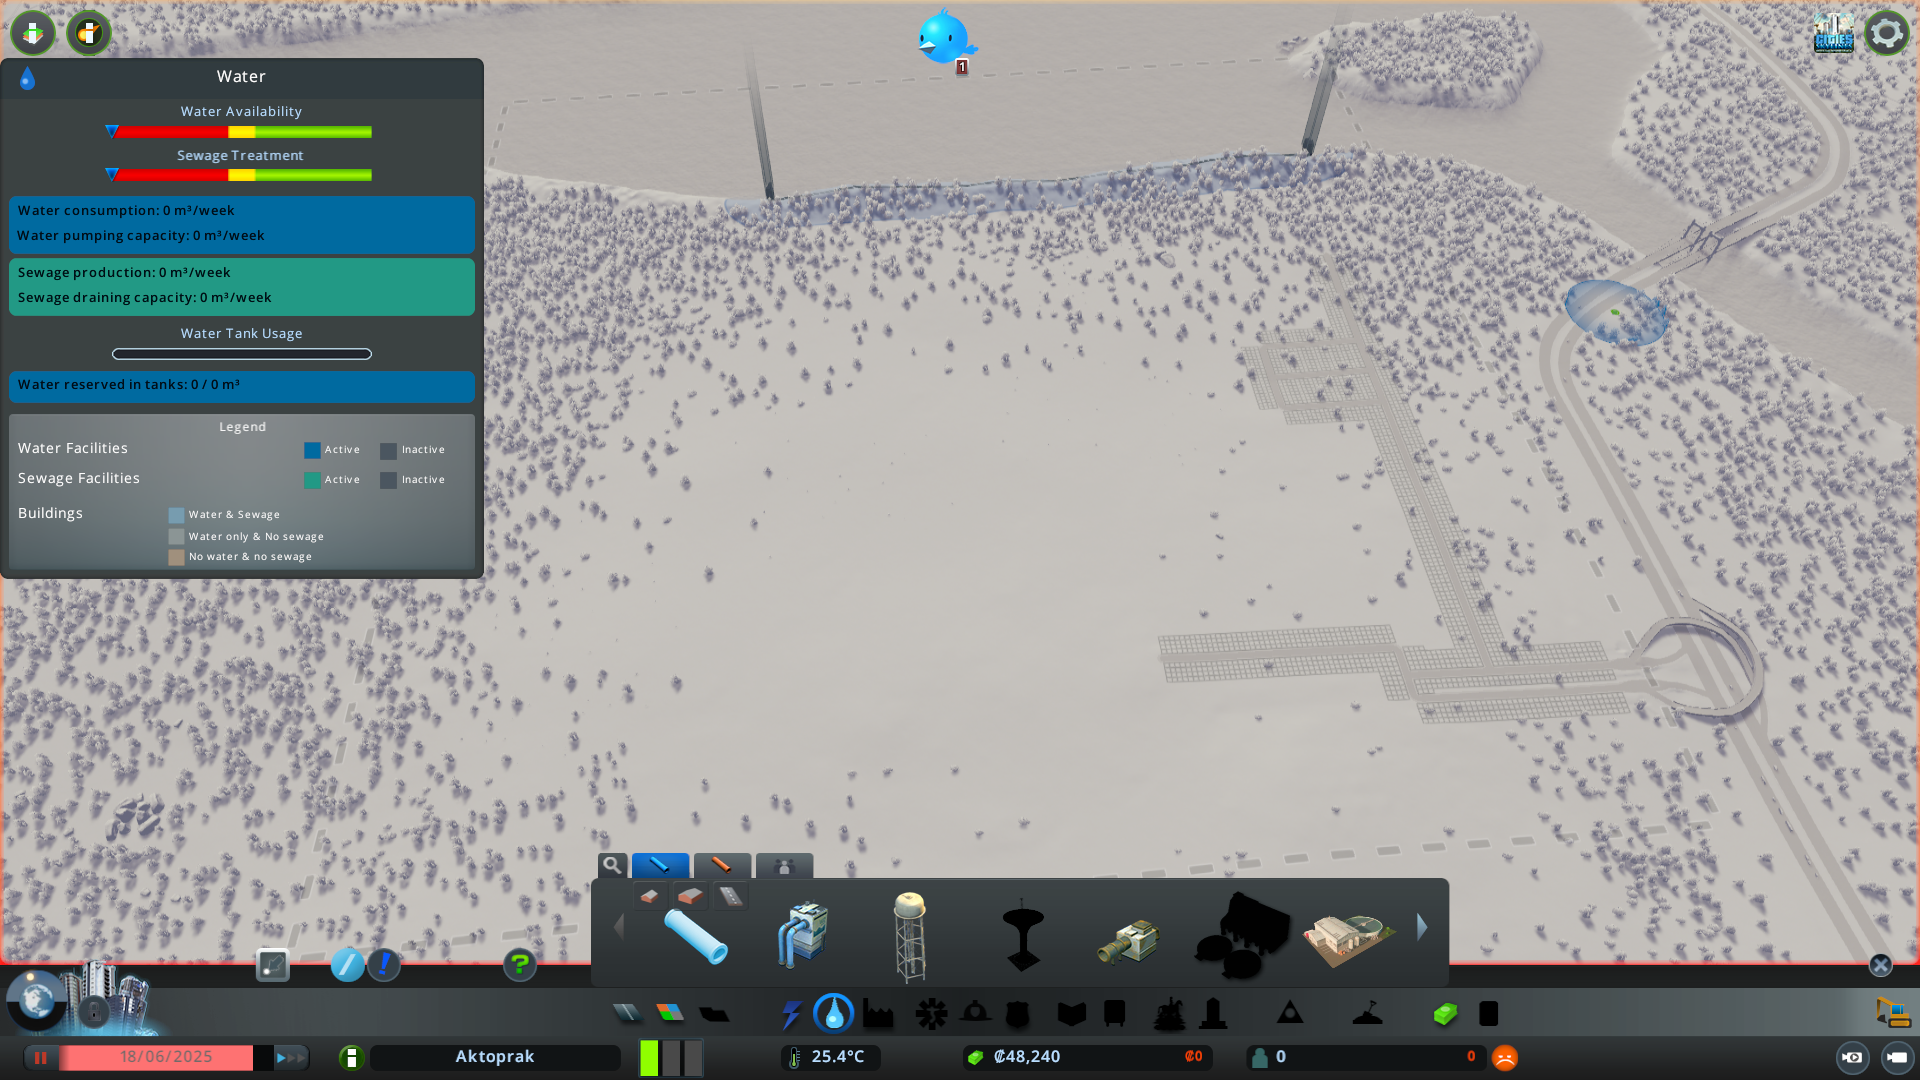 1
CITIES
Water
Water Availability
Sewage Treatment
Water consumption: 0 m³/week
Water pumping capacity: 0 m³/week
Sewage production: 0 m³/week
Sewage draining capacity: 0 m³/week
Water Tank Usage
Water reserved in tanks: 0 / 0 m³
Legend
Water Facilities Active Inactive
Sewage Facilities Active Inactive
Buildings Water & Sewage
Water only & No sewage
No water & no sewage
18/06/2025 Aktoprak 25.4°C ₡48,240 ₡0 0 0